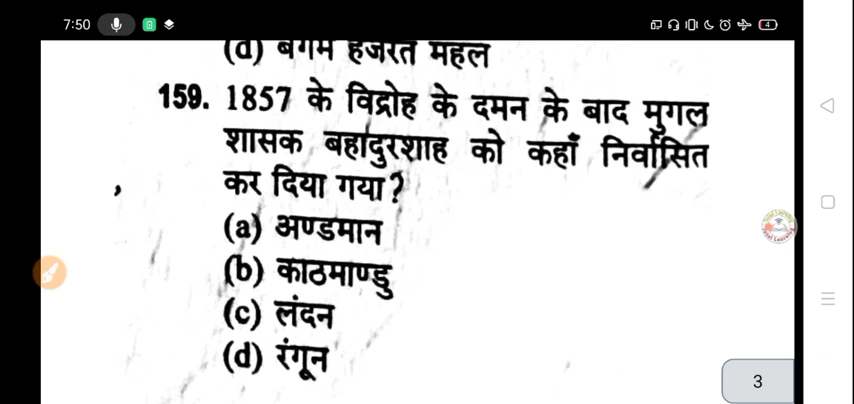 7:50
4
(d) बेगम हजरत महल
159. 1857 के विद्रोह के दमन के बाद मुगल
शासक बहादुरशाह को कहाँ निर्वासित
कर दिया गया?
(a) अण्डमान
(b) काठमाण्डु
(c) लंदन
(d) रंगून
3